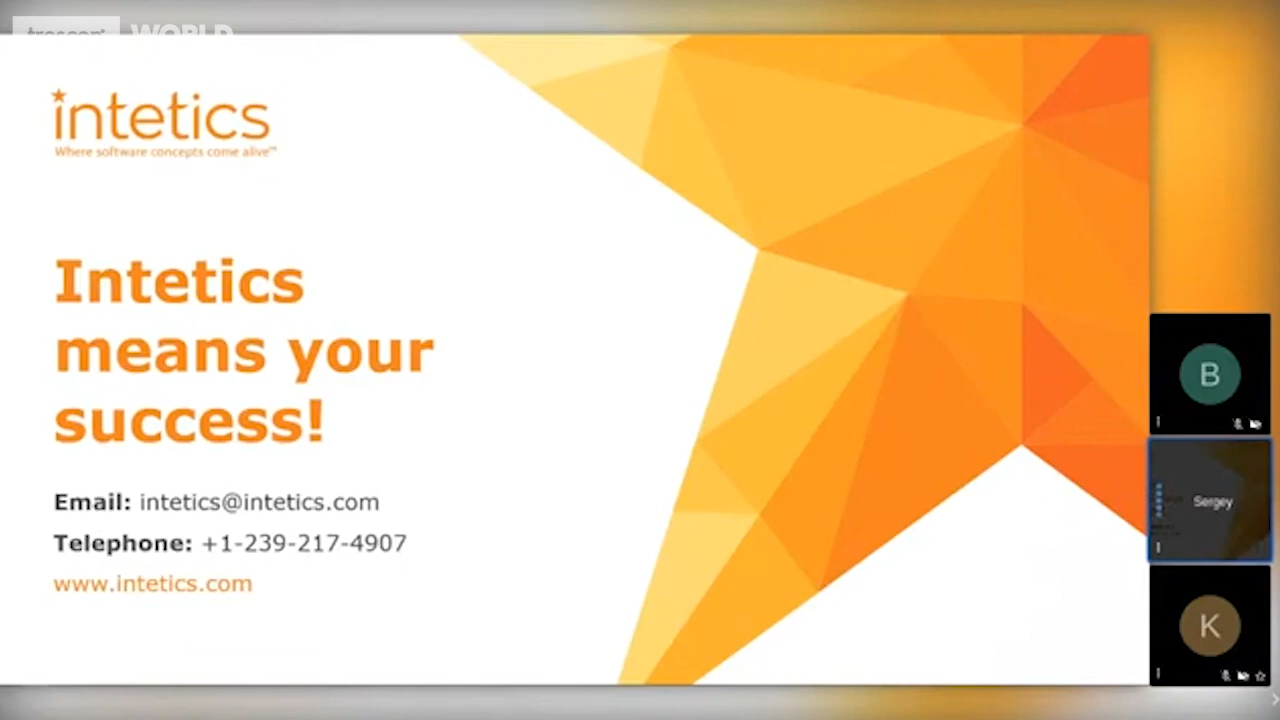 WORLD
intetics
Where software concepts come alive™
Intetics
means your
success!
Email: intetics@intetics.com
Telephone: +1-239-217-4907
www.intetics.com
B
Sergey
K